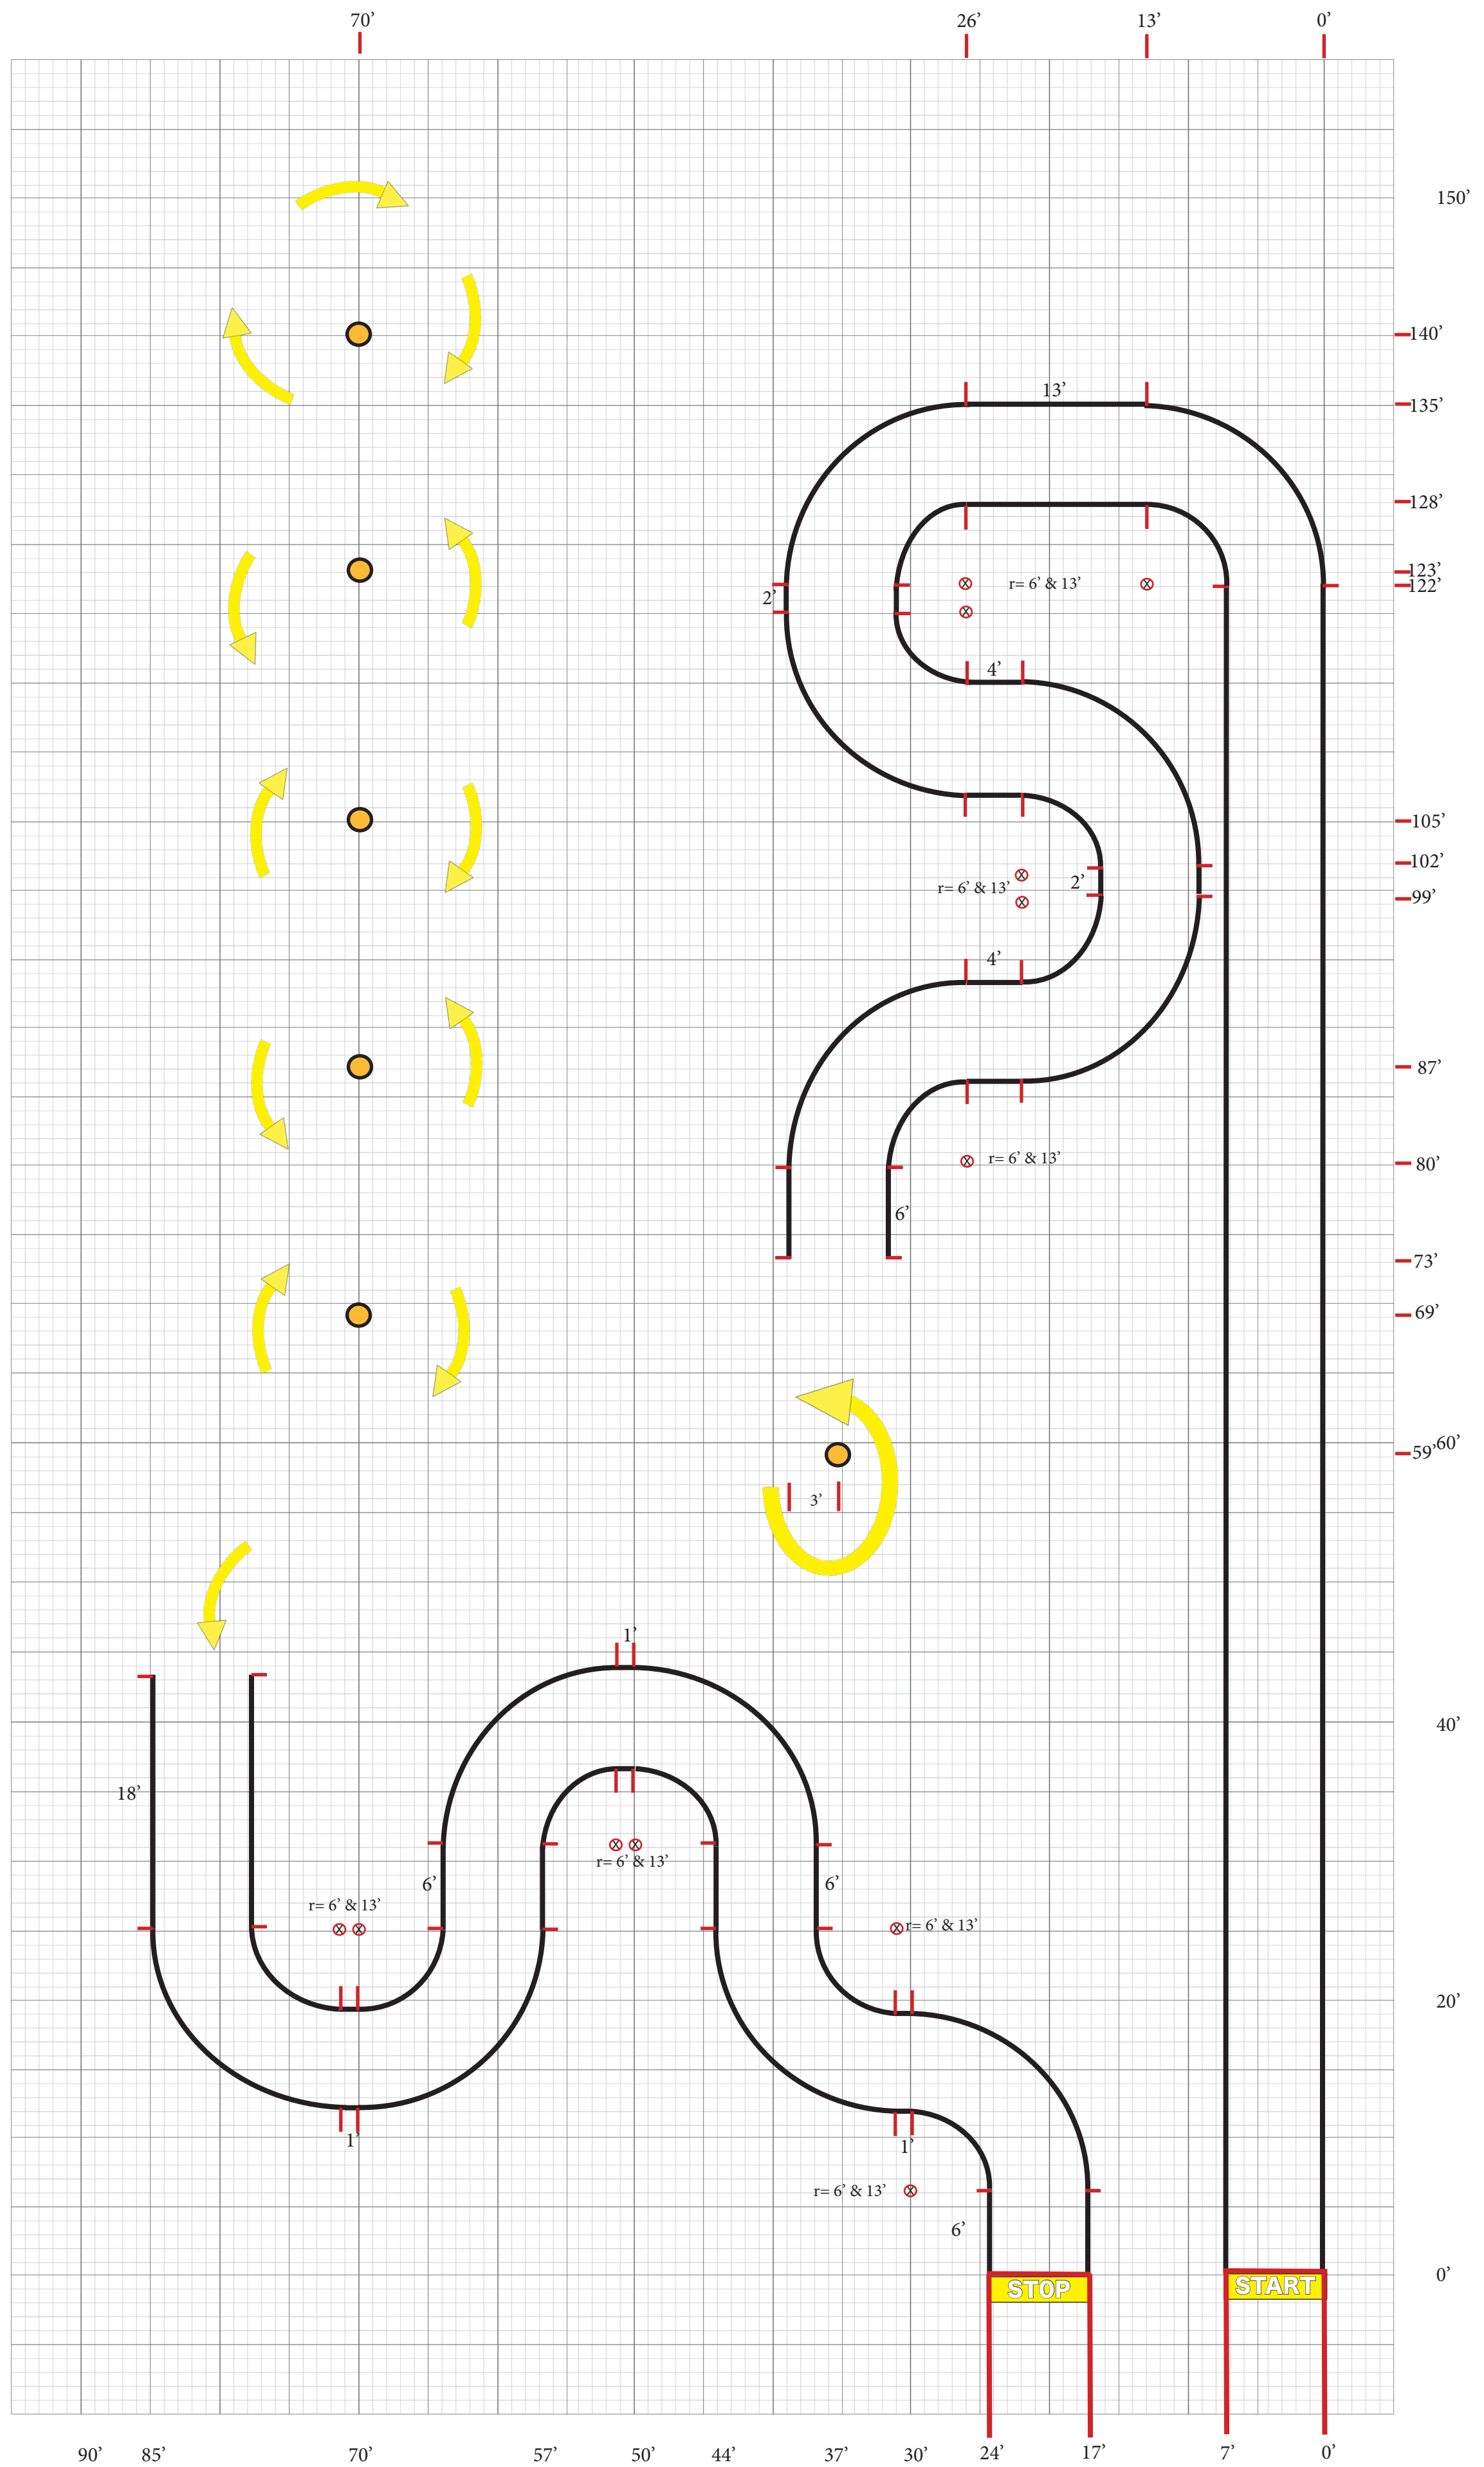 70’ 26’ 13’ 0’
150’
140’
13’ 135’
128’
123’
2’ r= 6’ & 13’ 122’
4’
105’
102’
r= 6’ & 13’ 2’
99’
4’
87’
r= 6’ & 13’ 80’
6’
73’
69’
59’ 60’
3’
1’
40’
18’
r= 6’ & 13’
6’ 6’
r= 6’ & 13’
r= 6’ & 13’
20’
1’ 1’
r= 6’ & 13’
6’
0’
STOP START
90’ 85’ 70’ 57’ 50’ 44’ 37’ 30’ 24’ 17’ 7’ 0’